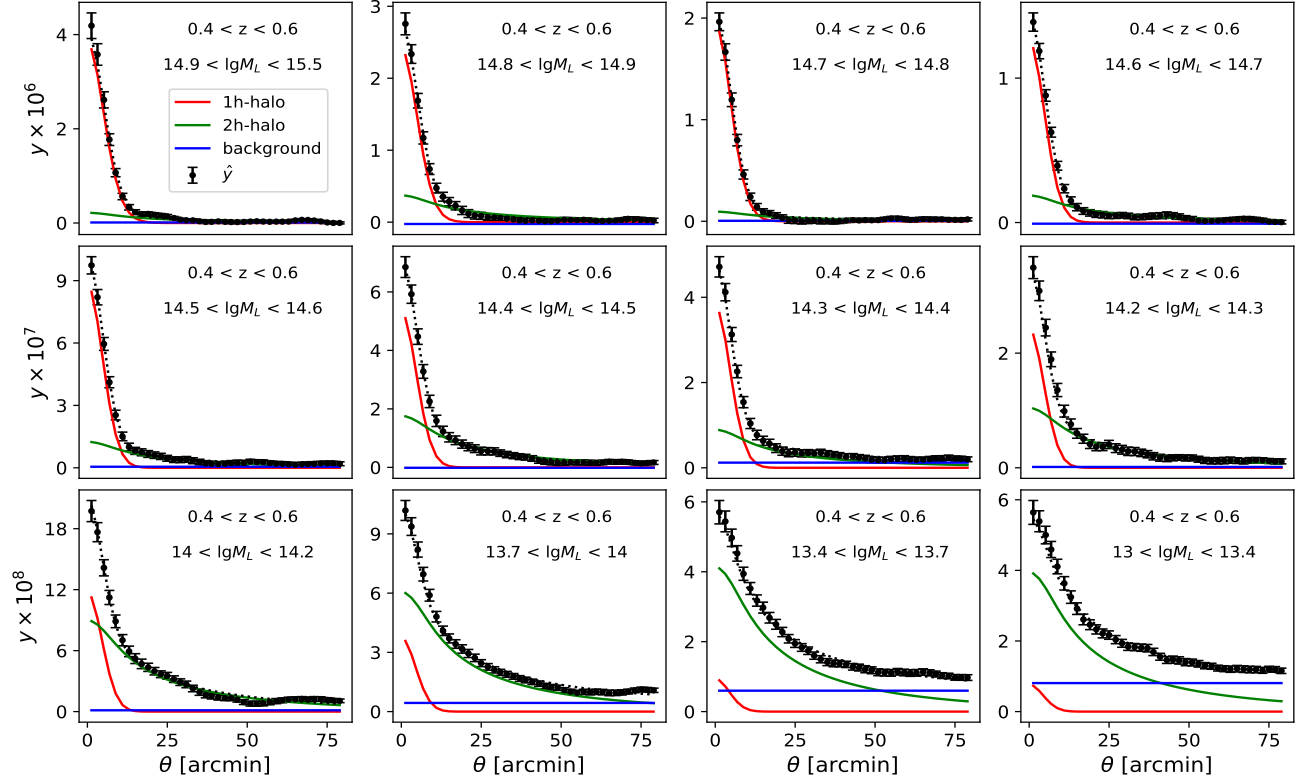 y × 10⁶
4
2
0
0.4 < z < 0.6
14.9 < lgM_L < 15.5
1h-halo
2h-halo
background
ŷ
3
2
1
0
0.4 < z < 0.6
14.8 < lgM_L < 14.9
2
1
0
0.4 < z < 0.6
14.7 < lgM_L < 14.8
1
0
0.4 < z < 0.6
14.6 < lgM_L < 14.7
y × 10⁷
9
6
3
0
0.4 < z < 0.6
14.5 < lgM_L < 14.6
6
4
2
0
0.4 < z < 0.6
14.4 < lgM_L < 14.5
4
2
0
0.4 < z < 0.6
14.3 < lgM_L < 14.4
2
0
0.4 < z < 0.6
14.2 < lgM_L < 14.3
y × 10⁸
18
12
6
0
0.4 < z < 0.6
14 < lgM_L < 14.2
0 25 50 75
θ [arcmin]
9
6
3
0
0.4 < z < 0.6
13.7 < lgM_L < 14
0 25 50 75
θ [arcmin]
6
4
2
0
0.4 < z < 0.6
13.4 < lgM_L < 13.7
0 25 50 75
θ [arcmin]
6
4
2
0
0.4 < z < 0.6
13 < lgM_L < 13.4
0 25 50 75
θ [arcmin]